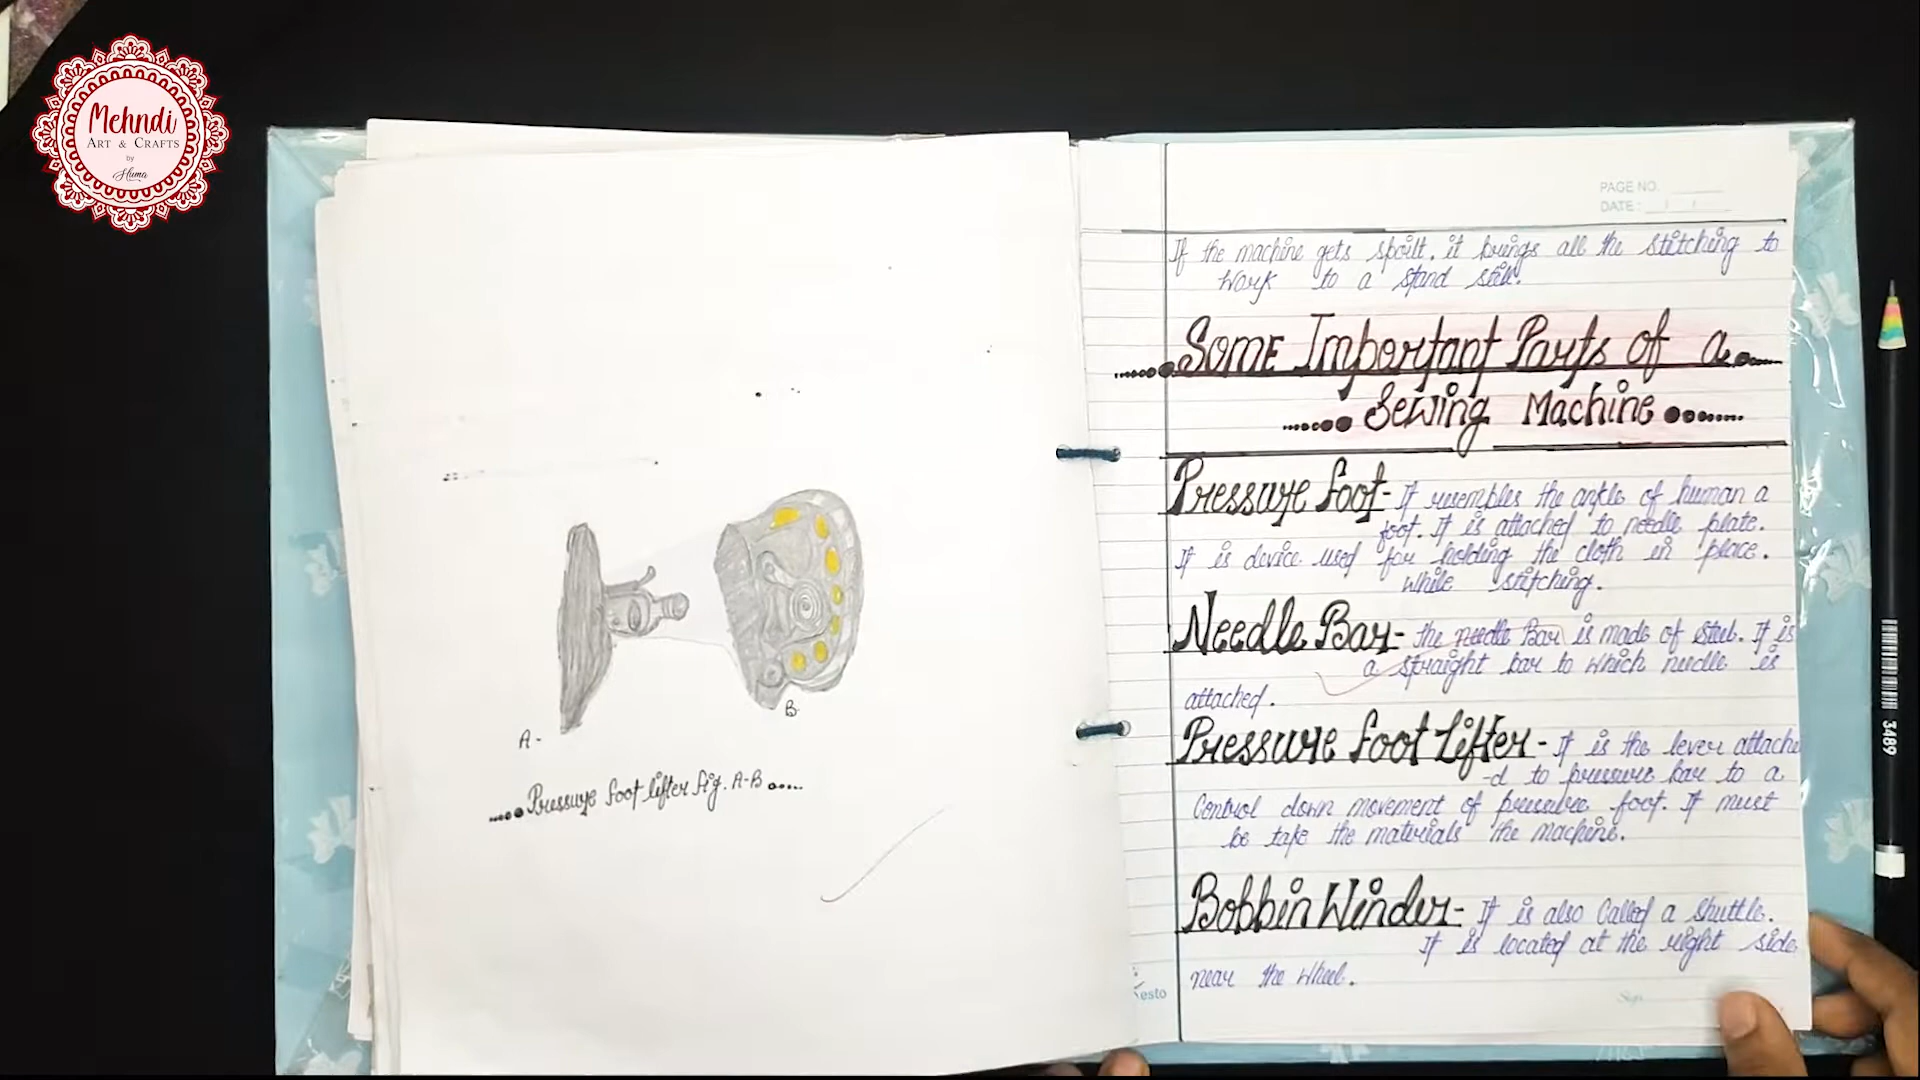 Mehndi
ART & CRAFTS
by
Huma
A-
B
Pressure foot lifter fig. A-B
PAGE NO.
DATE :
If the machine gets spoilt, it brings all the stitching to
work to a stand still.
Some Important Parts of a
Sewing Machine
Pressure foot- It resembles the ankle of human a
foot. It is attached to needle plate.
It is device used for holding the cloth in place.
while stitching.
Needle Bar- the needle Bar is made of steel. It is
a straight bar to which needle is
attached.
Pressure foot Lifter- It is the lever attache
-d to pressure bar to a
Control down movement of pressure foot. It must
be take the materials the machine.
Bobbin Winder- It is also Called a Shuttle.
It is located at the right side
near the wheel.
esto
Sign
3489